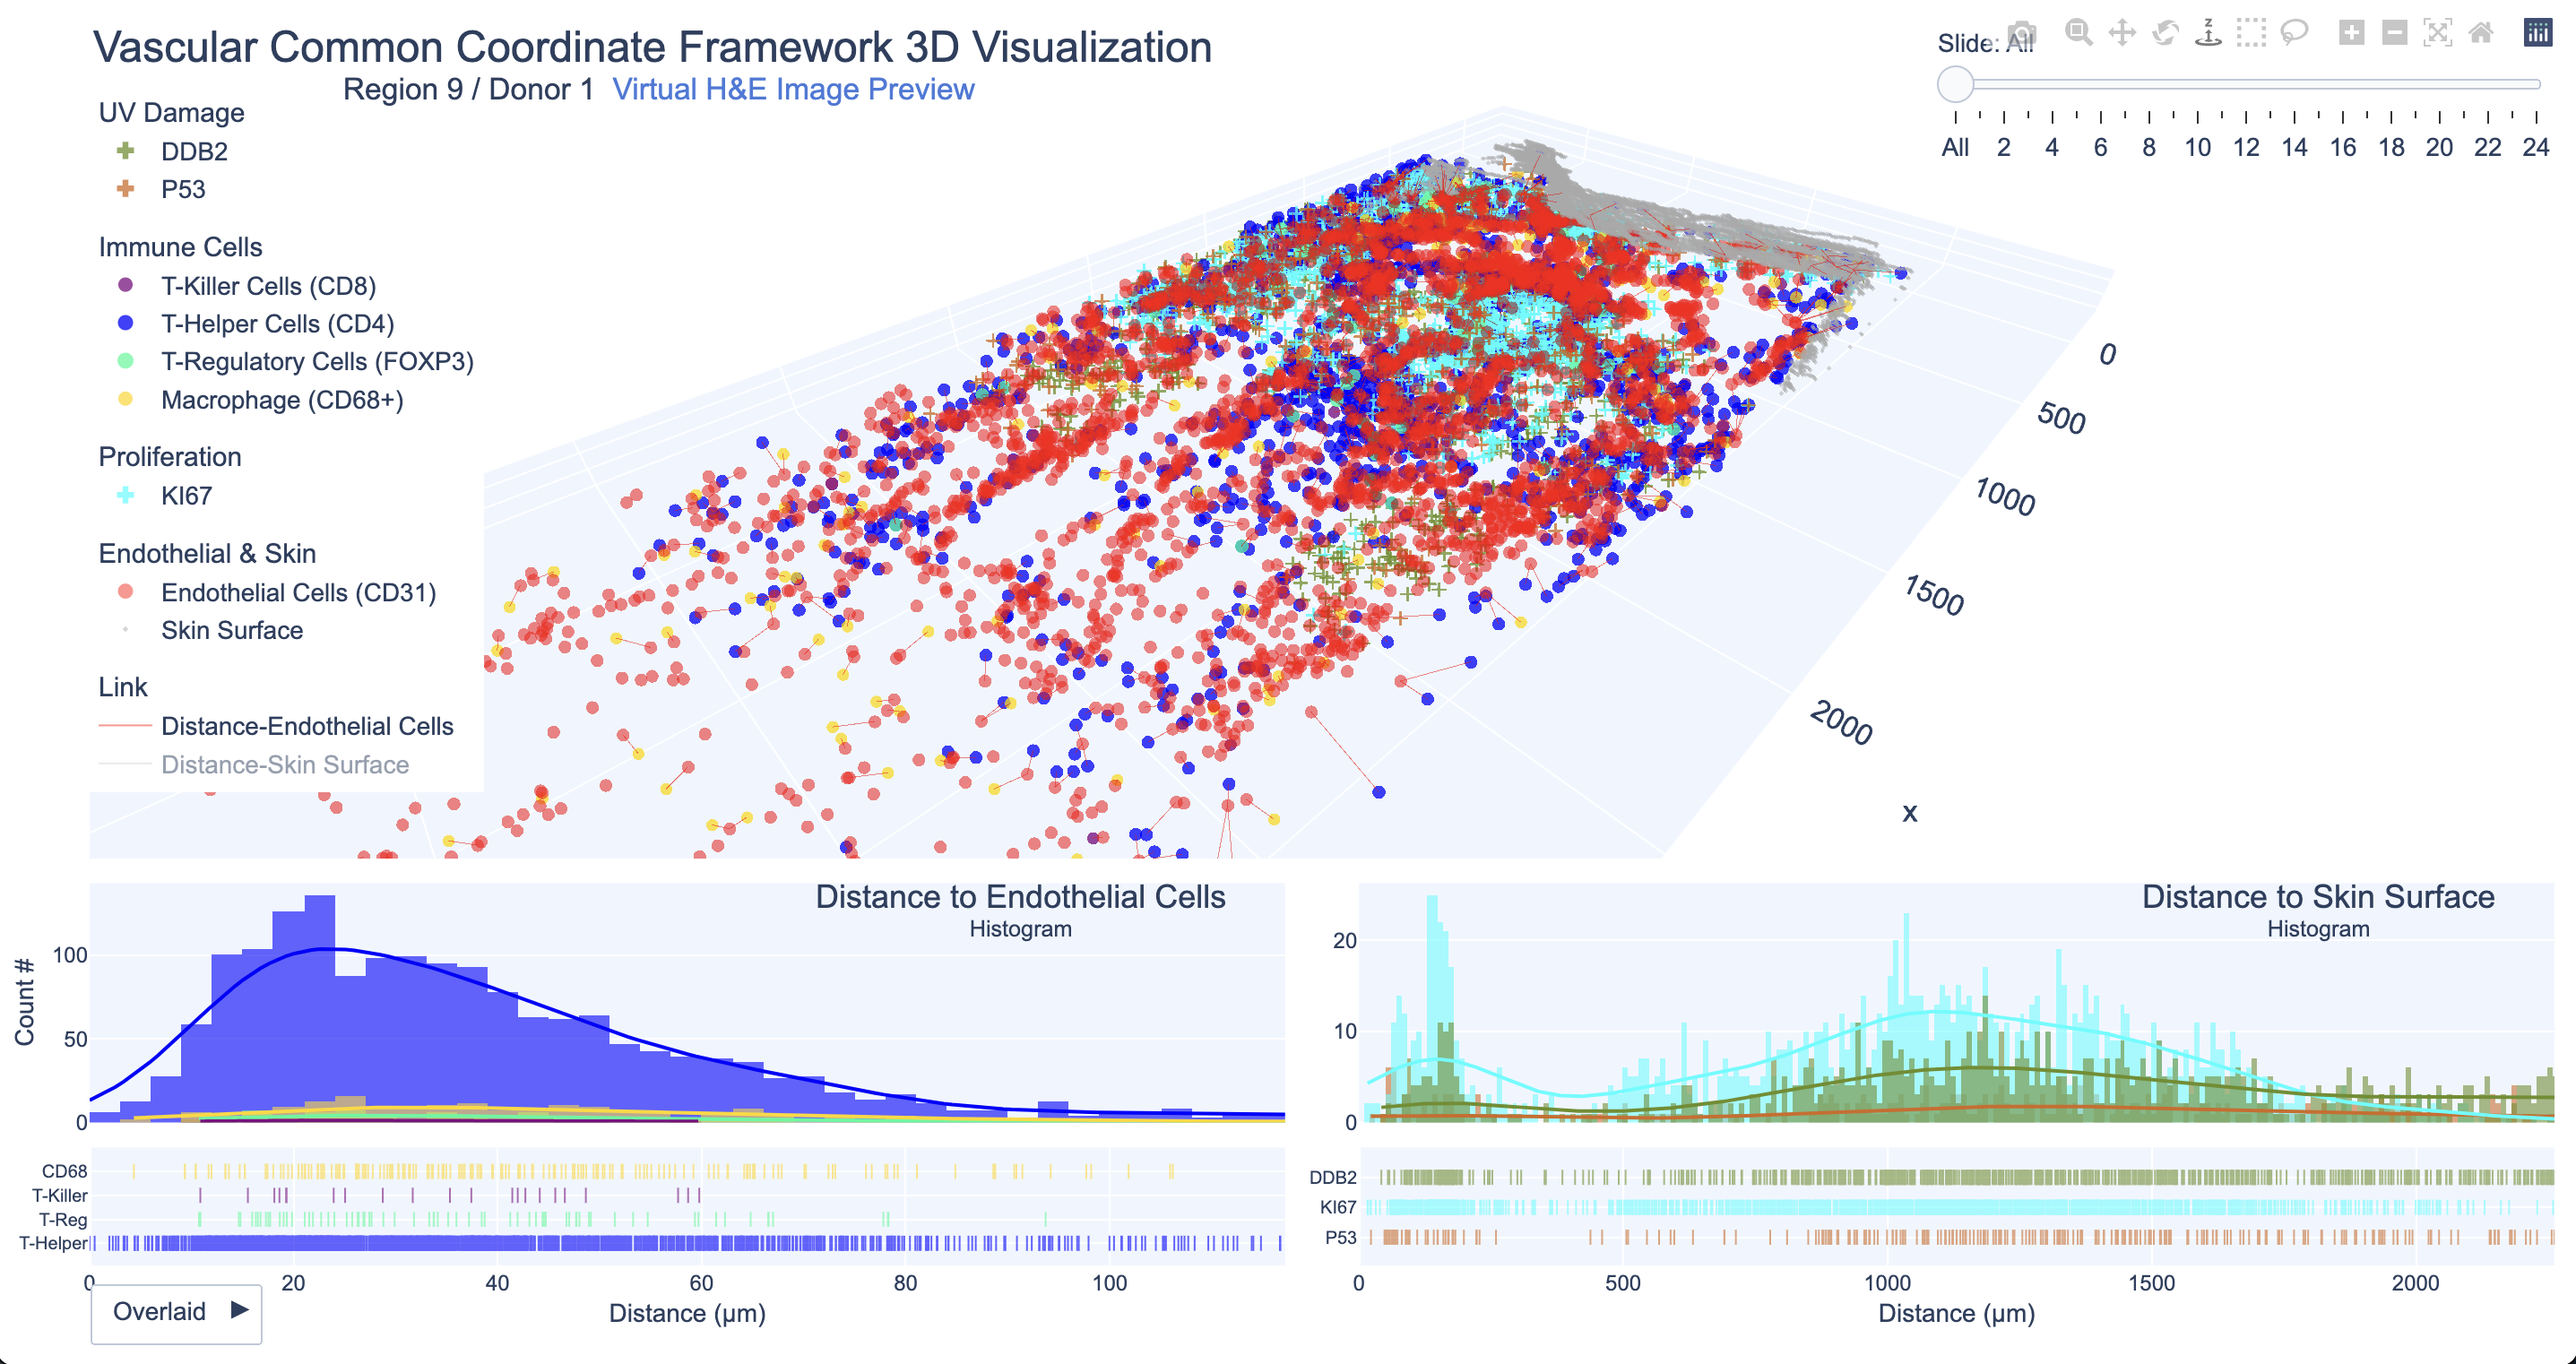 Vascular Common Coordinate Framework 3D Visualization
Region 9 / Donor 1 Virtual H&E Image Preview
Slide: All
z
All 2 4 6 8 10 12 14 16 18 20 22 24
UV Damage
DDB2
P53
Immune Cells
T-Killer Cells (CD8)
T-Helper Cells (CD4)
T-Regulatory Cells (FOXP3)
Macrophage (CD68+)
Proliferation
KI67
Endothelial & Skin
Endothelial Cells (CD31)
Skin Surface
Link
Distance-Endothelial Cells
Distance-Skin Surface
0
500
1000
1500
2000
x
Distance to Endothelial Cells
Histogram
Count #
100
50
0
CD68
T-Killer
T-Reg
T-Helper
0 20 40 60 80 100
Distance (μm)
Overlaid ▶
Distance to Skin Surface
Histogram
20
10
0
DDB2
KI67
P53
0 500 1000 1500 2000
Distance (μm)